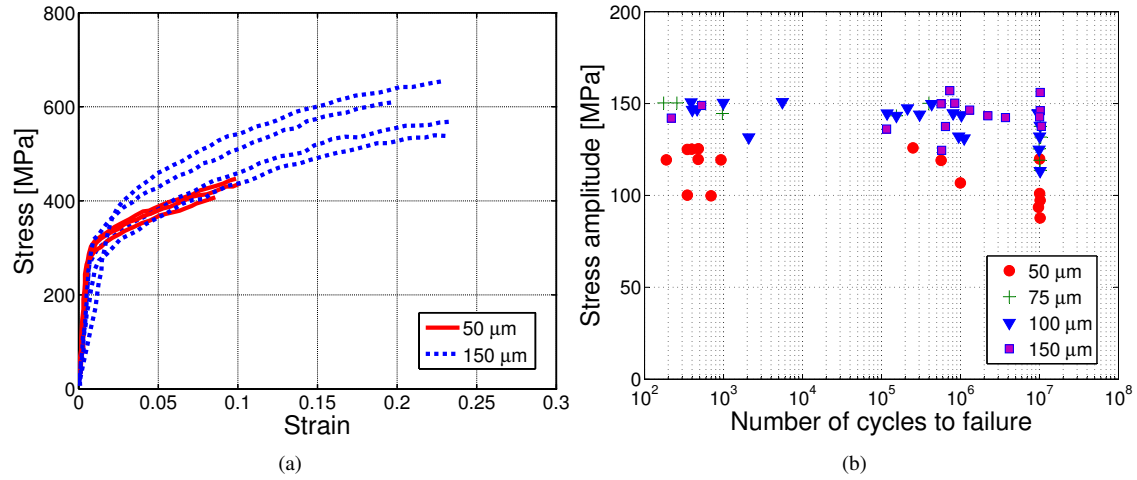 800
600
400
200
0
Stress [MPa]
0
0.05
0.1
0.15
0.2
0.25
0.3
Strain
50 μm
150 μm
(a)
200
150
100
50
0
Stress amplitude [MPa]
10^2
10^3
10^4
10^5
10^6
10^7
10^8
Number of cycles to failure
50 μm
75 μm
100 μm
150 μm
(b)